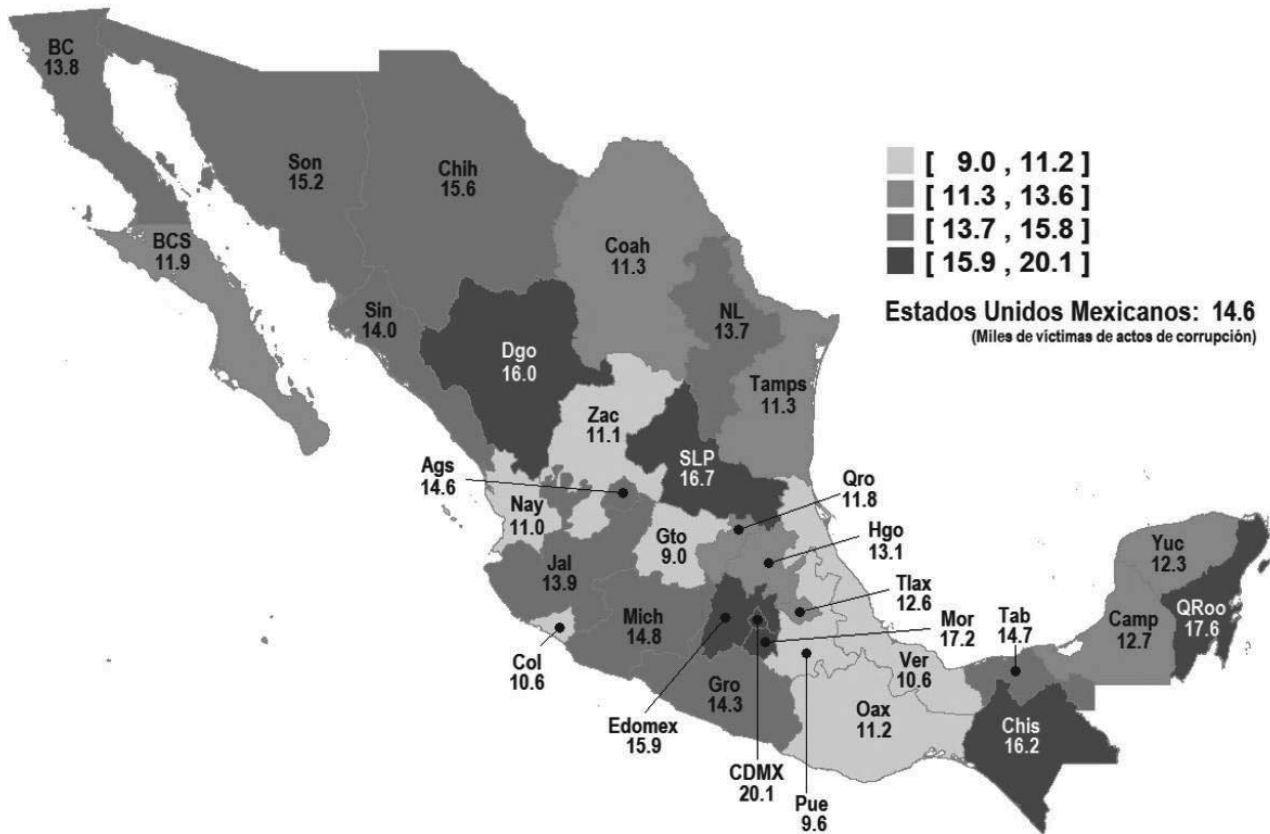 BC
13.8
Son
15.2
Chih
15.6
[ 9.0 , 11.2 ]
[ 11.3 , 13.6 ]
[ 13.7 , 15.8 ]
[ 15.9 , 20.1 ]
Estados Unidos Mexicanos: 14.6
(Miles de víctimas de actos de corrupción)
BCS
11.9
Coah
11.3
Sin
14.0
NL
13.7
Dgo
16.0
Tamps
11.3
Zac
11.1
SLP
16.7
Ags
14.6
Qro
11.8
Nay
11.0
Gto
9.0
Hgo
13.1
Yuc
12.3
Jal
13.9
Tlax
12.6
QRoo
17.6
Mich
14.8
Mor
17.2
Tab
14.7
Camp
12.7
Col
10.6
Ver
10.6
Gro
14.3
Oax
11.2
Edomex
15.9
Chis
16.2
CDMX
20.1
Pue
9.6